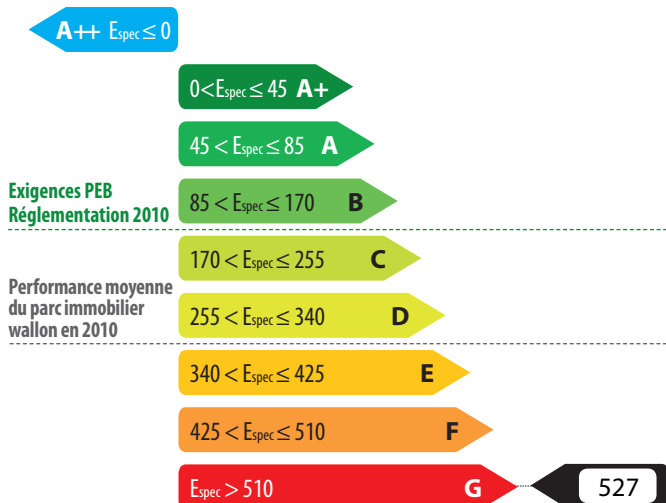 A++ Espec ≤ 0
0 < Espec ≤ 45 A+
45 < Espec ≤ 85 A
Exigences PEB
Réglementation 2010
85 < Espec ≤ 170 B
170 < Espec ≤ 255 C
Performance moyenne
du parc immobilier
wallon en 2010
255 < Espec ≤ 340 D
340 < Espec ≤ 425 E
425 < Espec ≤ 510 F
Espec > 510 G 527